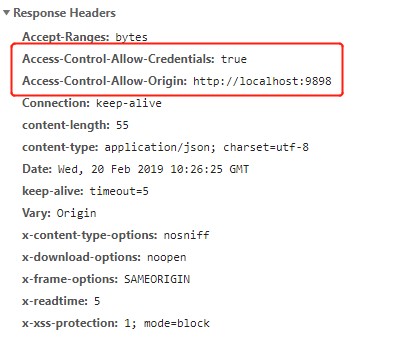 Response Headers
Accept-Ranges: bytes
Access-Control-Allow-Credentials: true
Access-Control-Allow-Origin: http://localhost:9898
Connection: keep-alive
content-length: 55
content-type: application/json; charset=utf-8
Date: Wed, 20 Feb 2019 10:26:25 GMT
keep-alive: timeout=5
Vary: Origin
x-content-type-options: nosniff
x-download-options: noopen
x-frame-options: SAMEORIGIN
x-readtime: 5
x-xss-protection: 1; mode=block